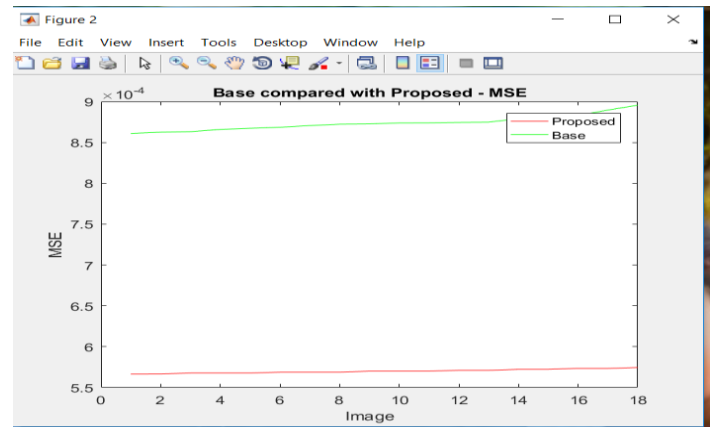 Figure 2
File Edit View Insert Tools Desktop Window Help
×10⁻⁴
Base compared with Proposed - MSE
Proposed
Base
9
8.5
8
7.5
7
6.5
6
5.5
MSE
0 2 4 6 8 10 12 14 16 18
Image